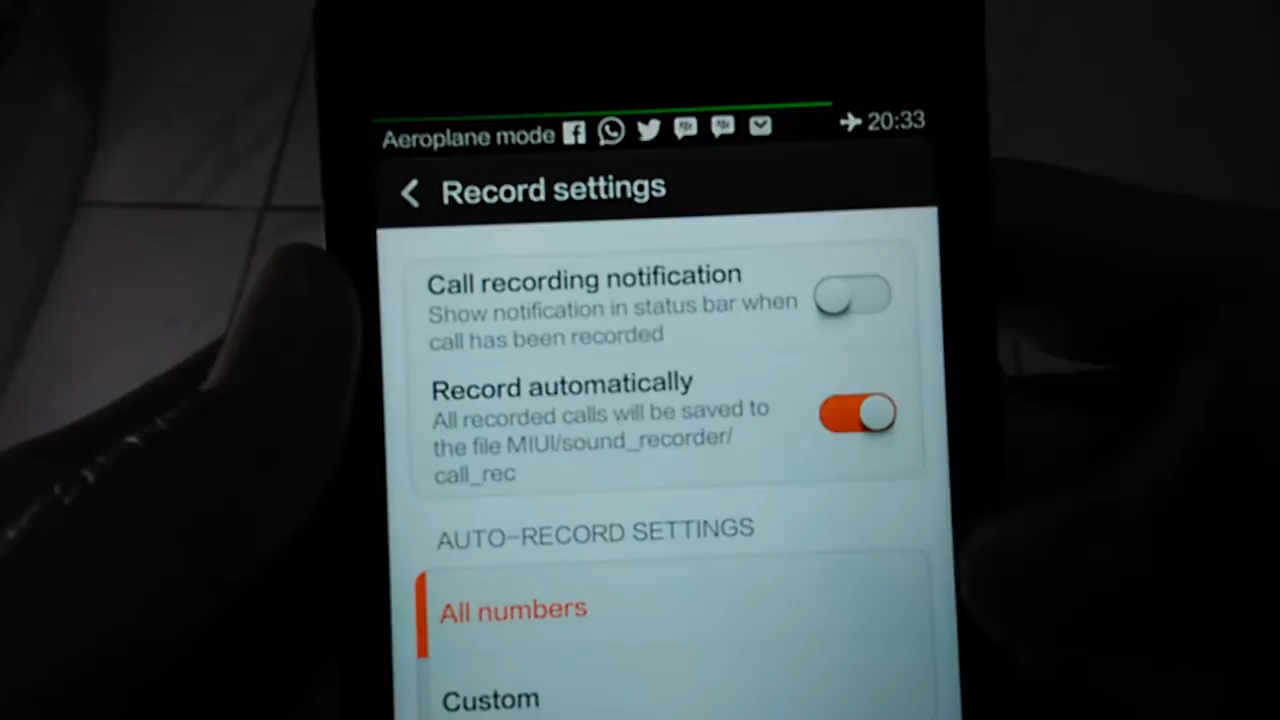 Aeroplane mode 20:33
Record settings
Call recording notification
Show notification in status bar when
call has been recorded
Record automatically
All recorded calls will be saved to
the file MIUI/sound_recorder/
call_rec
AUTO-RECORD SETTINGS
All numbers
Custom